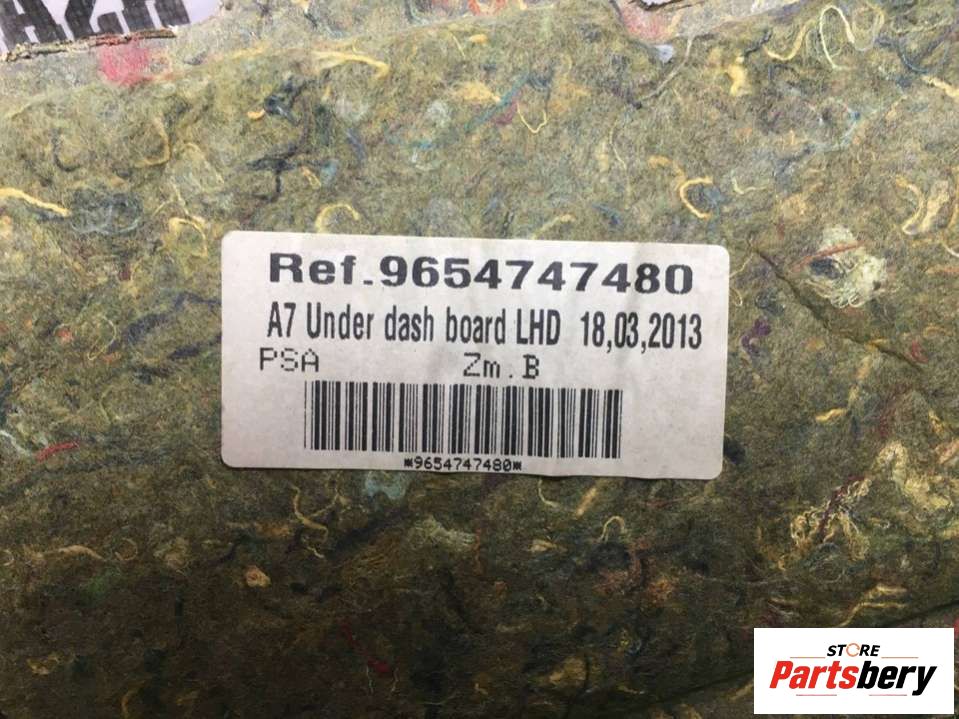 Ref.9654747480
A7 Under dash board LHD 18,03,2013
PSA Zm.B
*9654747480*
STORE
Partsbery